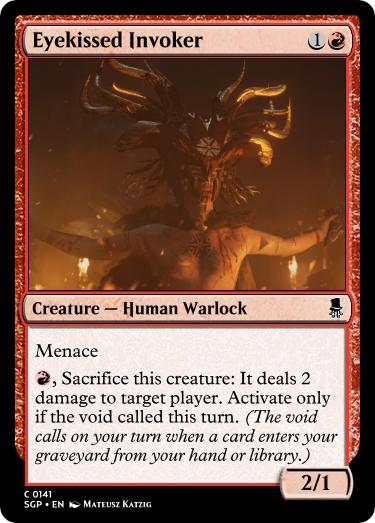 Eyekissed Invoker 1
Creature — Human Warlock
Menace
, Sacrifice this creature: It deals 2
damage to target player. Activate only
if the void called this turn. (The void
calls on your turn when a card enters your
graveyard from your hand or library.)
2/1
C 0141
SGP • EN Mateusz Katzig